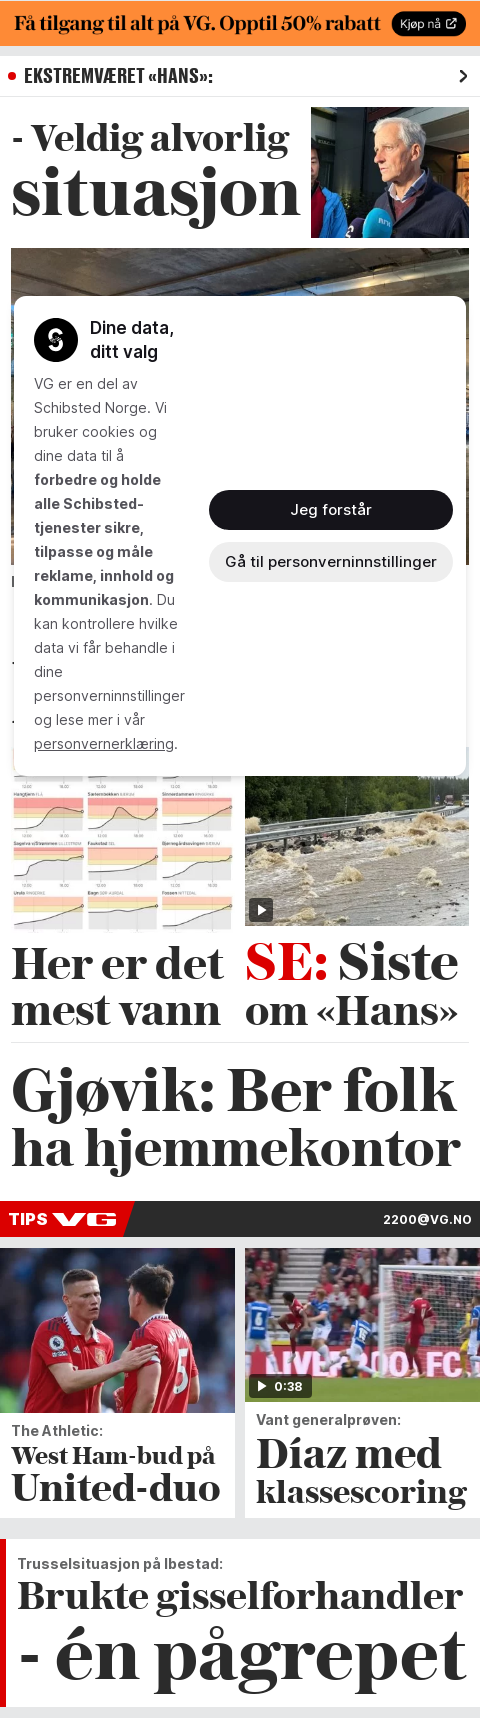 Få tilgang til alt på VG. Opptil 50% rabatt Kjøp nå
EKSTREMVÆRET «HANS»:
- Veldig alvorlig
situasjon
Dine data,
ditt valg
VG er en del av
Schibsted Norge. Vi
bruker cookies og
dine data til å
forbedre og holde
alle Schibsted-
tjenester sikre,
tilpasse og måle
reklame, innhold og
kommunikasjon. Du
kan kontrollere hvilke
data vi får behandle i
dine
personverninnstillinger
og lese mer i vår
personvernerklæring.
Jeg forstår
Gå til personverninnstillinger
Her er det
mest vann
SE: Siste
om «Hans»
Gjøvik: Ber folk
ha hjemmekontor
TIPS VG 2200@VG.NO
0:38
The Athletic:
West Ham-bud på
United-duo
Vant generalprøven:
Díaz med
klassescoring
Trusselsituasjon på Ibestad:
Brukte gisselforhandler
- én pågrepet